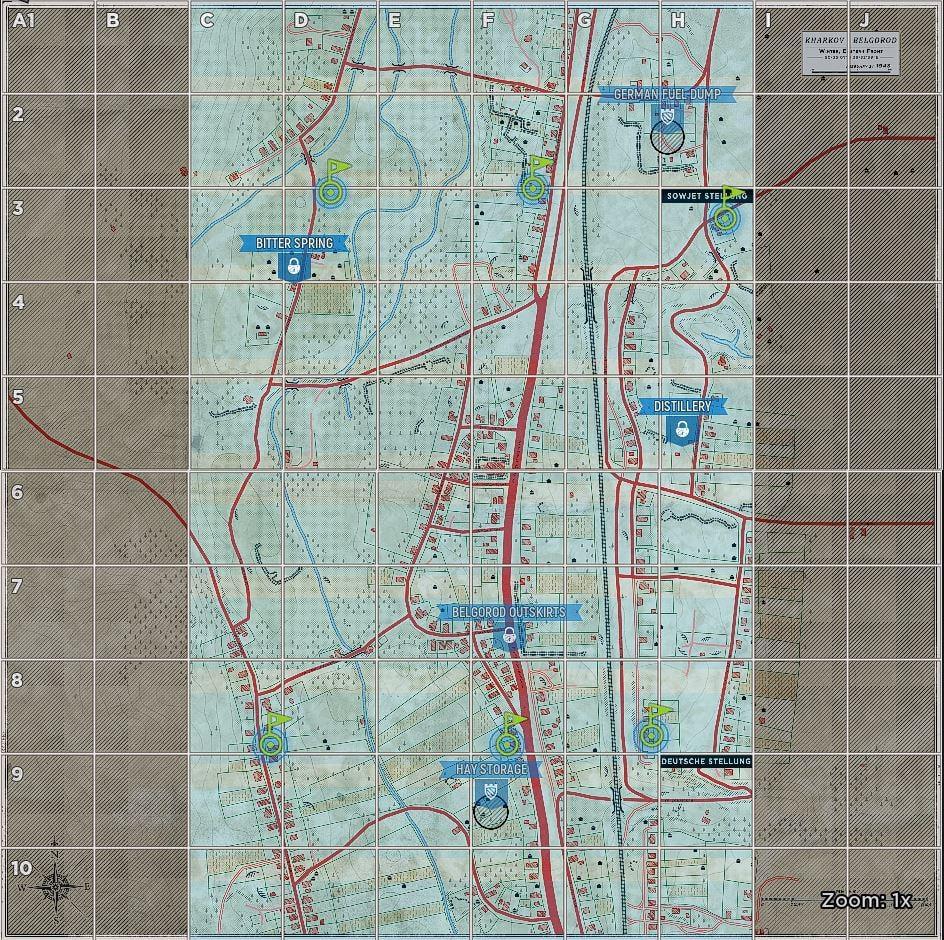 A1 B C D E F G H I J
KHARKOV BELGOROD
1943
2
GERMAN FUEL DUMP
3
SOWJET STELLUNG
BITTER SPRING
4
5
DISTILLERY
6
7
BELGOROD OUTSKIRTS
8
9
DEUTSCHE STELLUNG
HAY STORAGE
10
W E
Zoom: 1x